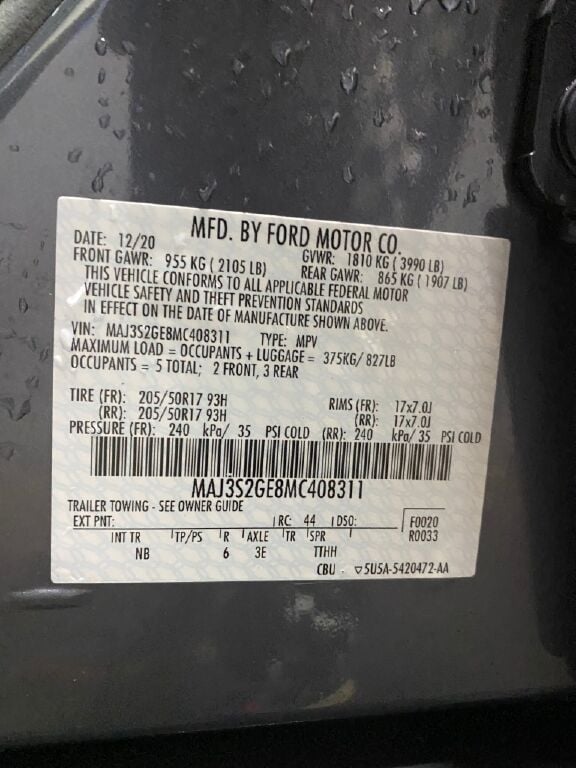 MFD. BY FORD MOTOR CO.
DATE: 12/20 GVWR: 1810 KG ( 3990 LB)
FRONT GAWR: 955 KG ( 2105 LB) REAR GAWR: 865 KG ( 1907 LB)
THIS VEHICLE CONFORMS TO ALL APPLICABLE FEDERAL MOTOR
VEHICLE SAFETY AND THEFT PREVENTION STANDARDS
IN EFFECT ON THE DATE OF MANUFACTURE SHOWN ABOVE.
VIN: MAJ3S2GE8MC408311 TYPE: MPV
MAXIMUM LOAD = OCCUPANTS + LUGGAGE = 375KG/ 827LB
OCCUPANTS = 5 TOTAL; 2 FRONT, 3 REAR
TIRE (FR): 205/50R17 93H RIMS (FR): 17x7.0J
(RR): 205/50R17 93H (RR): 17x7.0J
PRESSURE (FR): 240 kPa/ 35 PSI COLD (RR): 240 kPa/ 35 PSI COLD
MAJ3S2GE8MC408311
TRAILER TOWING - SEE OWNER GUIDE
EXT PNT: RC: 44 DSO: F0020
INT TR TP/PS R AXLE TR SPR R0033
NB 6 3E TTHH
CBU ▽5U5A-5420472-AA